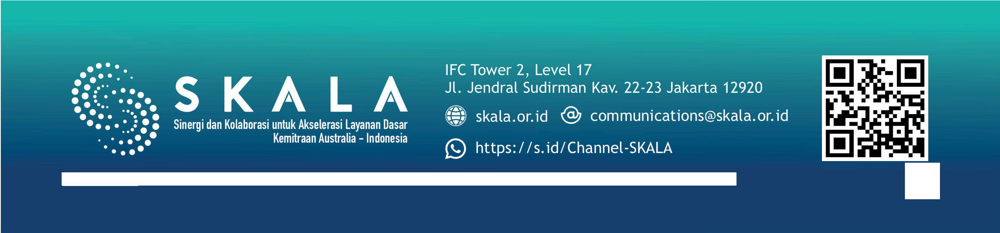 SKALA
Sinergi dan Kolaborasi untuk Akselerasi Layanan Dasar
Kemitraan Australia – Indonesia
IFC Tower 2, Level 17
Jl. Jendral Sudirman Kav. 22-23 Jakarta 12920
skala.or.id communications@skala.or.id
https://s.id/Channel-SKALA